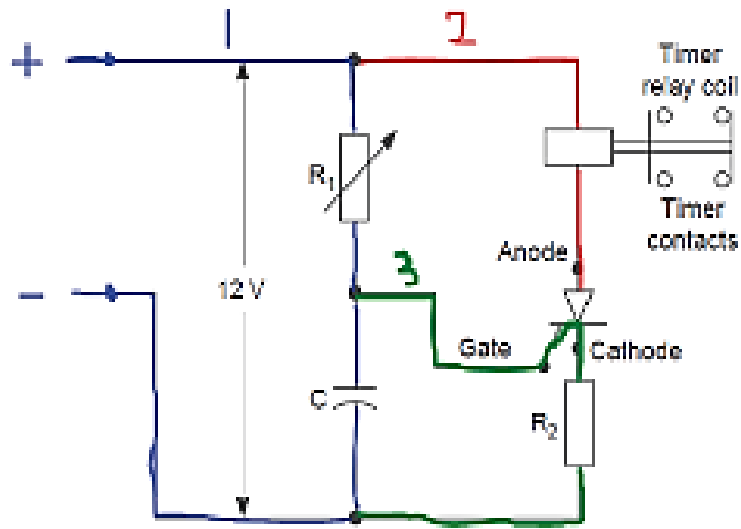 1
2
+
Timer
relay coil
R1
Timer
contacts
3
Anode
-
12 V
Gate
Cathode
C
R2